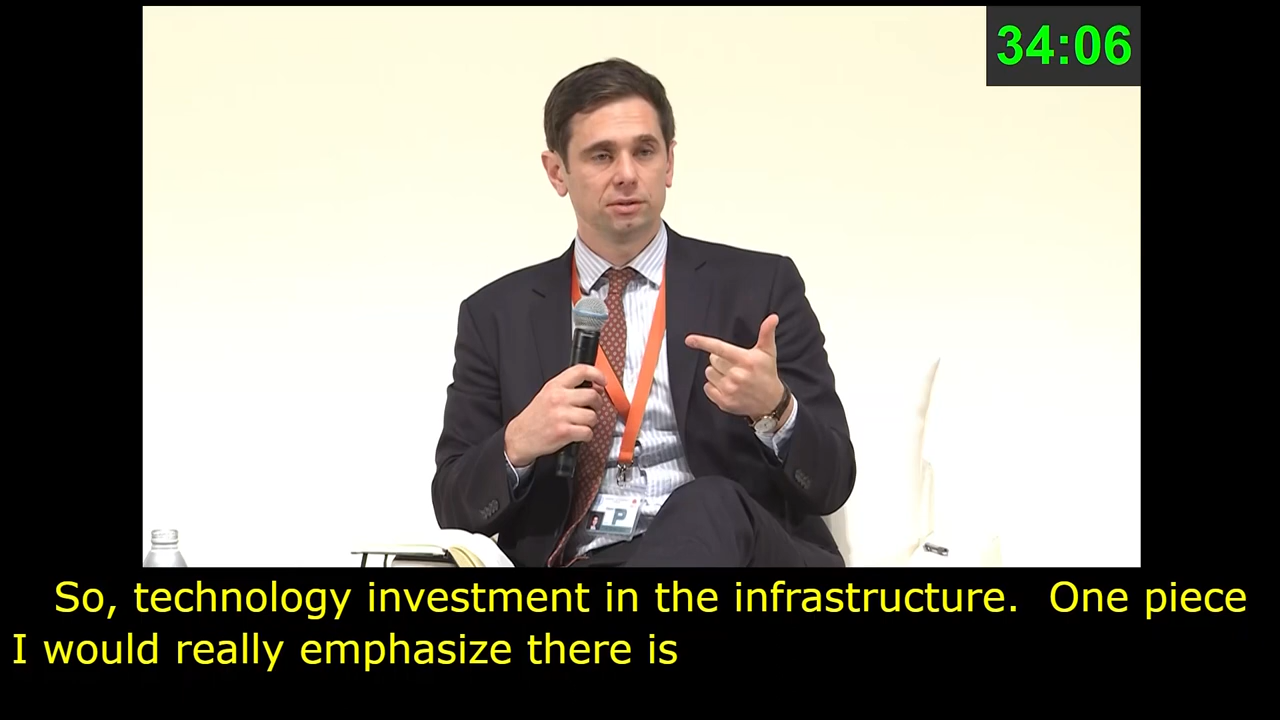 34:06
P
So, technology investment in the infrastructure.  One piece
I would really emphasize there is